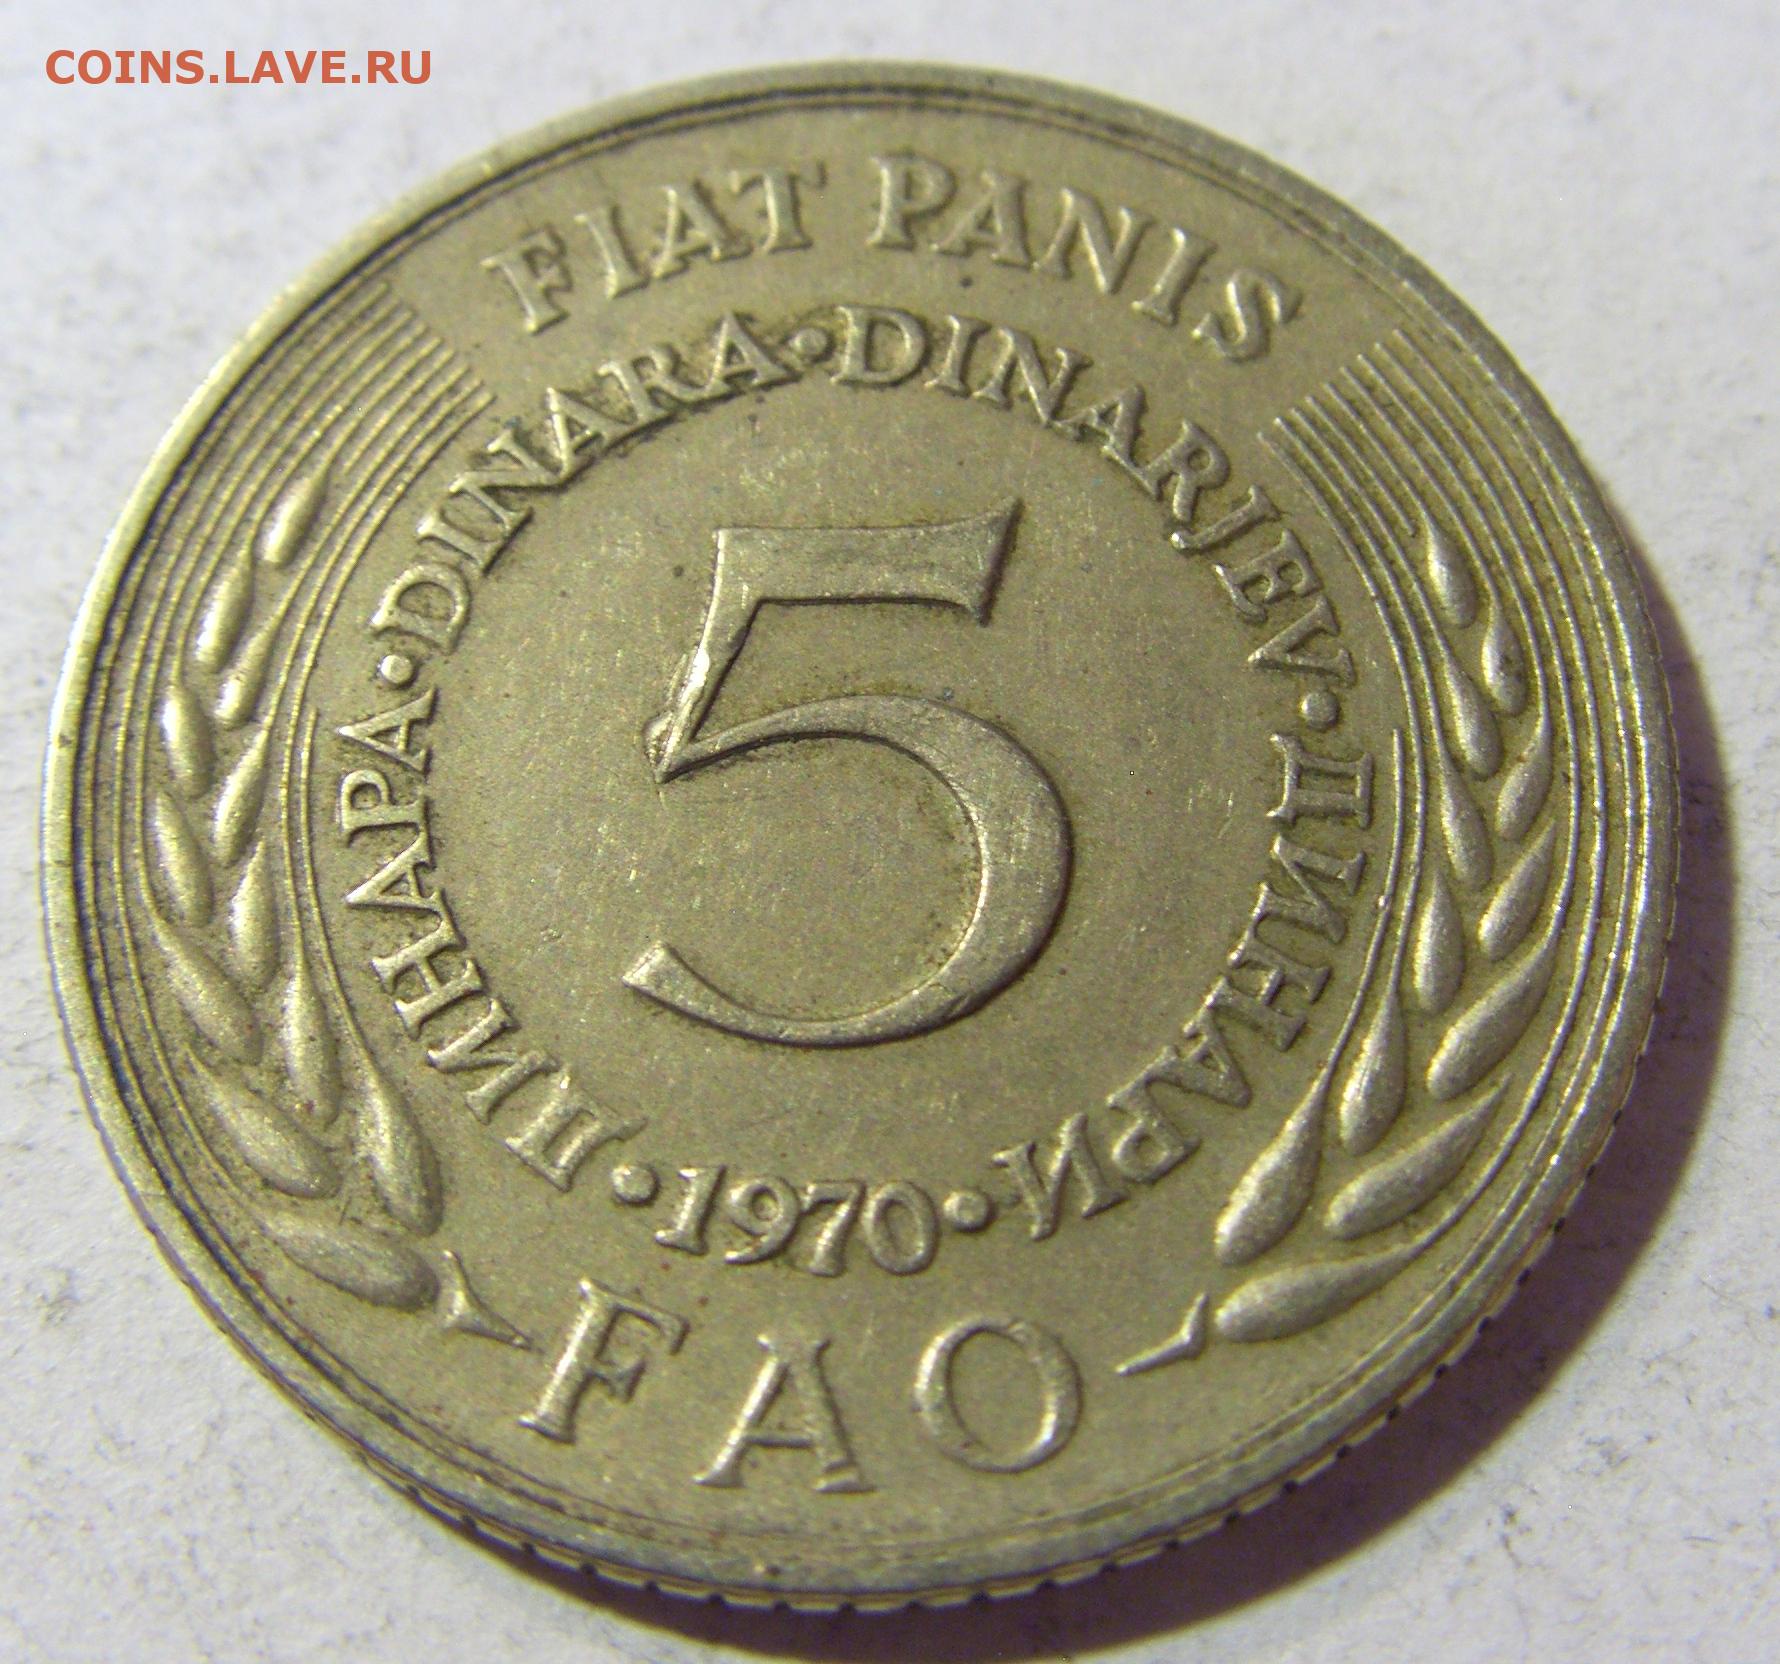 COINS.LAVE.RU
FIAT PANIS
ДИНАРА·DINARA·DINARJEV·ДИНАРИ
5
·1970·
FAO